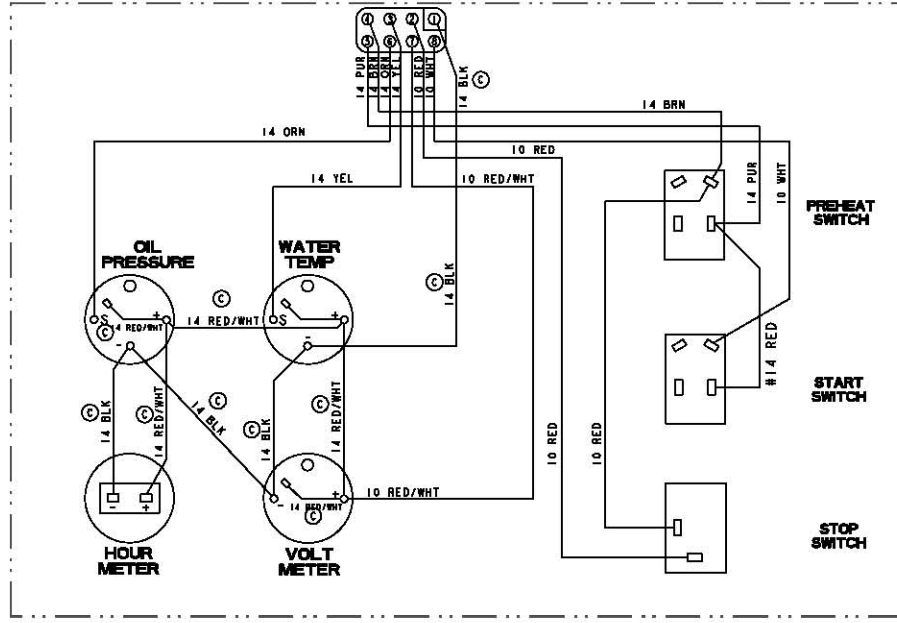 4 3 2 1
5 6 7 8
14 PUR
14 BRN
14 ORN
14 YEL
10 RED
10 WHT
14 BLK
C
14 BRN
14 ORN
10 RED
14 YEL
10 RED/WHT
14 PUR
10 WHT
PREHEAT
SWITCH
OIL
PRESSURE
WATER
TEMP
C
14 BLK
C
14 RED/WHT
S
+
C
14 RED/WHT
-
S
+
-
#14 RED
START
SWITCH
C
14 BLK
C
14 RED/WHT
C
14 BLK
C
14 BLK
C
14 RED/WHT
10 RED
10 RED
-
+
-
+
14 RED/WHT
C
10 RED/WHT
STOP
SWITCH
HOUR
METER
VOLT
METER